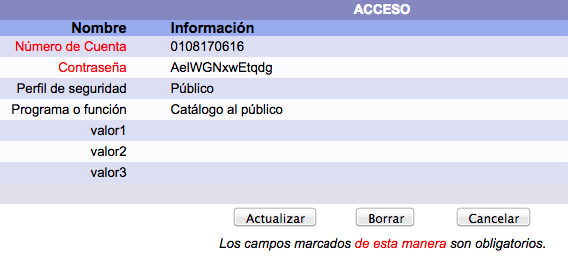 ACCESO
Nombre Información
Número de Cuenta 0108170616
Contraseña AelWGNxwEtqdg
Perfil de seguridad Público
Programa o función Catálogo al público
valor1
valor2
valor3
Actualizar Borrar Cancelar
Los campos marcados de esta manera son obligatorios.